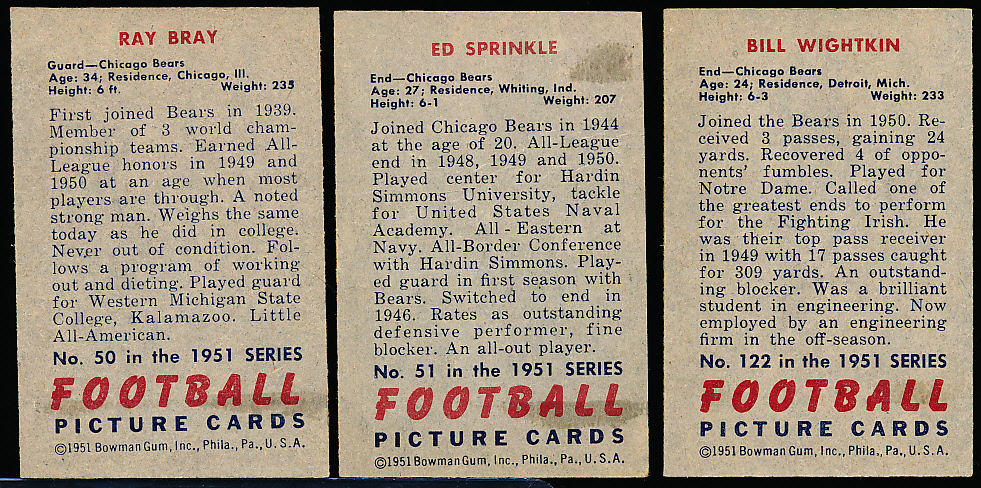 RAY BRAY
Guard—Chicago Bears
Age: 34; Residence, Chicago, Ill.
Height: 6 ft. Weight: 235
First joined Bears in 1939.
Member of 3 world cham-
pionship teams. Earned All-
League honors in 1949 and
1950 at an age when most
players are through. A noted
strong man. Weighs the same
today as he did in college.
Never out of condition. Fol-
lows a program of working
out and dieting. Played guard
for Western Michigan State
College, Kalamazoo. Little
All-American.
No. 50 in the 1951 SERIES
FOOTBALL
PICTURE CARDS
©1951 Bowman Gum, Inc., Phila., Pa., U.S.A.
ED SPRINKLE
End—Chicago Bears
Age: 27; Residence, Whiting, Ind.
Height: 6-1 Weight: 207
Joined Chicago Bears in 1944
at the age of 20. All-League
end in 1948, 1949 and 1950.
Played center for Hardin
Simmons University, tackle
for United States Naval
Academy. All-Eastern at
Navy. All-Border Conference
with Hardin Simmons. Play-
ed guard in first season with
Bears. Switched to end in
1946. Rates as outstanding
defensive performer, fine
blocker. An all-out player.
No. 51 in the 1951 SERIES
FOOTBALL
PICTURE CARDS
©1951 Bowman Gum, Inc., Phila., Pa., U.S.A.
BILL WIGHTKIN
End—Chicago Bears
Age: 24; Residence, Detroit, Mich.
Height: 6-3 Weight: 233
Joined the Bears in 1950. Re-
ceived 3 passes, gaining 24
yards. Recovered 4 of oppo-
nents' fumbles. Played for
Notre Dame. Called one of
the greatest ends to perform
for the Fighting Irish. He
was their top pass receiver
in 1949 with 17 passes caught
for 309 yards. An outstand-
ing blocker. Was a brilliant
student in engineering. Now
employed by an engineering
firm in the off-season.
No. 122 in the 1951 SERIES
FOOTBALL
PICTURE CARDS
©1951 Bowman Gum, Inc., Phila., Pa., U.S.A.